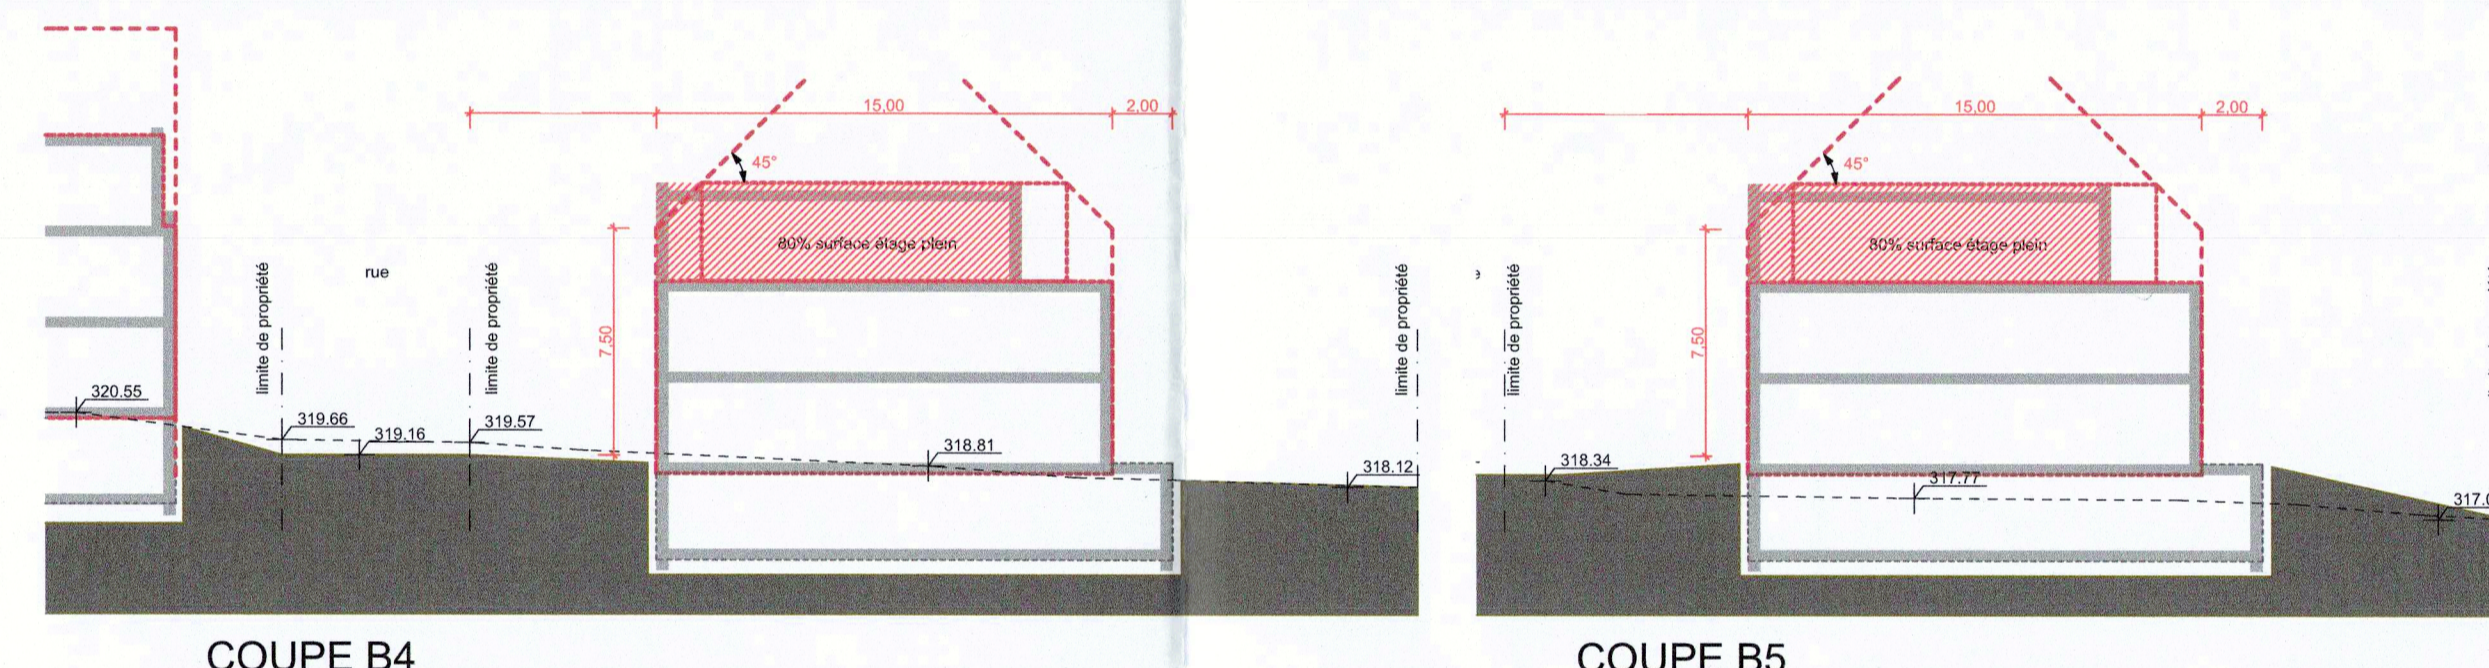 15,00
2,00
45°
80% surface étage plein
7,50
limite de propriété
rue
limite de propriété
320.55
319.66
319.16
319.57
318.81
limite de propriété
318.12
COUPE B4
15,00
2,00
45°
80% surface étage plein
7,50
limite de propriété
318.34
317.77
COUPE B5